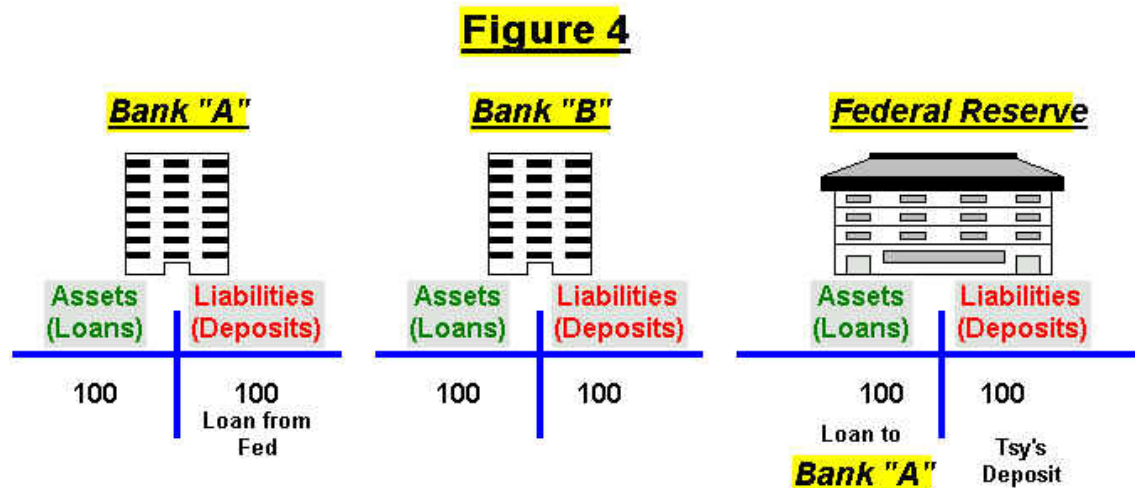 Figure 4
Bank "A"
Assets
(Loans)
Liabilities
(Deposits)
100
100
Loan from
Fed
Bank "B"
Assets
(Loans)
Liabilities
(Deposits)
100
100
Federal Reserve
Assets
(Loans)
Liabilities
(Deposits)
100
Loan to
Bank "A"
100
Tsy's
Deposit